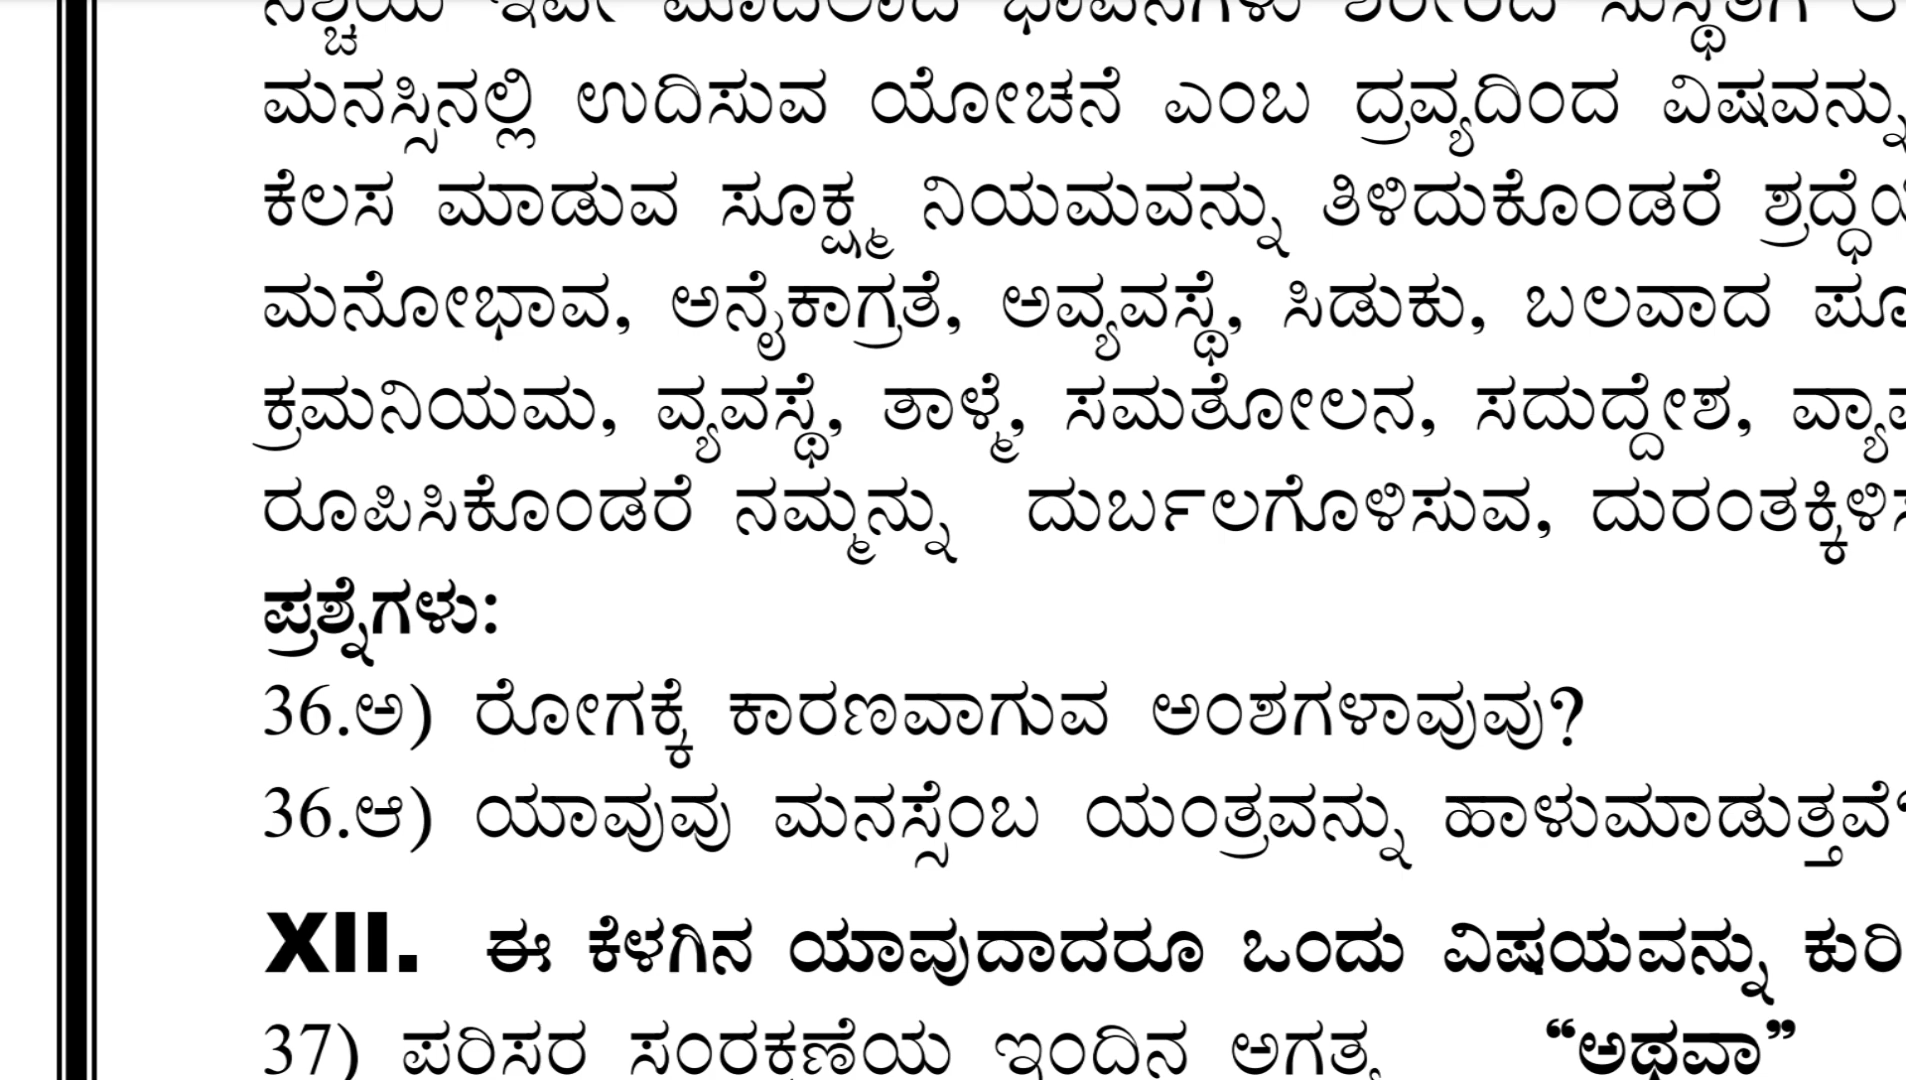 ಮನಸ್ಸಿನಲ್ಲಿ ಉದಿಸುವ ಯೋಚನೆ ಎಂಬ ದ್ರವ್ಯದಿಂದ ವಿಷವನ್ನು
ಕೆಲಸ ಮಾಡುವ ಸೂಕ್ಷ್ಮ ನಿಯಮವನ್ನು ತಿಳಿದುಕೊಂಡರೆ
ಮನೋಭಾವ, ಅನೈಕಾಗ್ರತೆ, ಅವ್ಯವಸ್ಥೆ, ಸಿಡುಕು, ಬಲವಾದ
ಕ್ರಮನಿಯಮ, ವ್ಯವಸ್ಥೆ, ತಾಳ್ಮೆ, ಸಮತೋಲನ, ಸದುದ್ದೇಶ,
ರೂಪಿಸಿಕೊಂಡರೆ ನಮ್ಮನ್ನು ದುರ್ಬಲಗೊಳಿಸುವ,
ಪ್ರಶ್ನೆಗಳು:
36.ಅ) ರೋಗಕ್ಕೆ ಕಾರಣವಾಗುವ ಅಂಶಗಳಾವುವು?
36.ಆ) ಯಾವುವು ಮನಸ್ಸೆಂಬ ಯಂತ್ರವನ್ನು ಹಾಳುಮಾಡುತ್ತವೆ
XII. ಈ ಕೆಳಗಿನ ಯಾವುದಾದರೂ ಒಂದು ವಿಷಯವನ್ನು ಕುರಿ
37) ಪರಿಸರ ಸಂರಕ್ಷಣೆಯ ಇಂದಿನ ಅಗತ್ಯ “ಅಥವಾ”